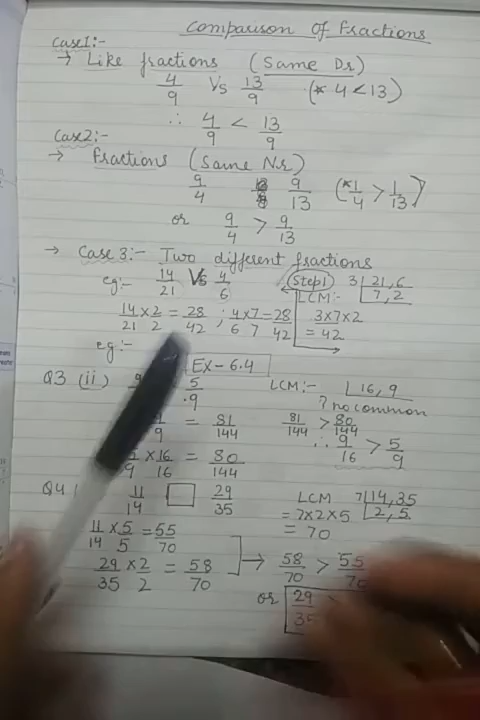 Comparison of Fractions
Case1:-
→ Like fractions (Same Dr)
4/9 Vs 13/9 (* 4 < 13)
∴ 4/9 < 13/9
Case2:-
→ fractions (Same Nr)
9/4 9/13 (* 1/4 > 1/13)
or 9/4 > 9/13
→ Case 3:- Two different fractions
eg:- 14/21 Vs 4/6 Step1 3 | 21, 6
LCM:- 7, 2
14/21 × 2/2 = 28/42 ; 4/6 × 7/7 = 28/42 3×7×2
= 42
eg:-
Ex-6.4
Q3 (ii) 5/9 LCM:- 16, 9
? no common
= 81/144 81/144 > 80/144
∴ 9/16 > 5/9
× 16/16 = 80/144
Q4 11/14 □ 29/35 LCM 7 | 14, 35
= 7×2×5 2, 5
= 70
11/14 × 5/5 = 55/70
29/35 × 2/2 = 58/70 → 58/70 > 55/70
or 29/35